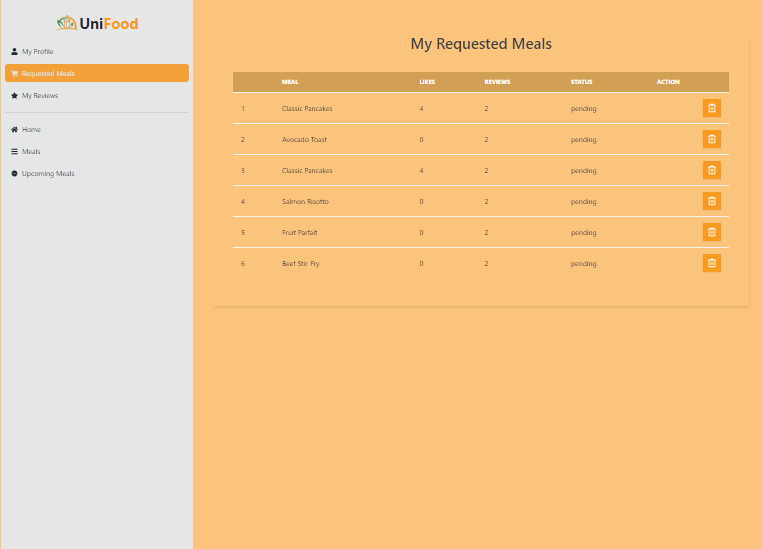 UniFood
My Profile
Requested Meals
My Reviews
Home
Meals
Upcoming Meals
My Requested Meals
MEAL LIKES REVIEWS STATUS ACTION
1 Classic Pancakes 4 2 pending
2 Avocado Toast 0 2 pending
3 Classic Pancakes 4 2 pending
4 Salmon Risotto 0 2 pending
5 Fruit Parfait 0 2 pending
6 Beef Stir-Fry 0 2 pending